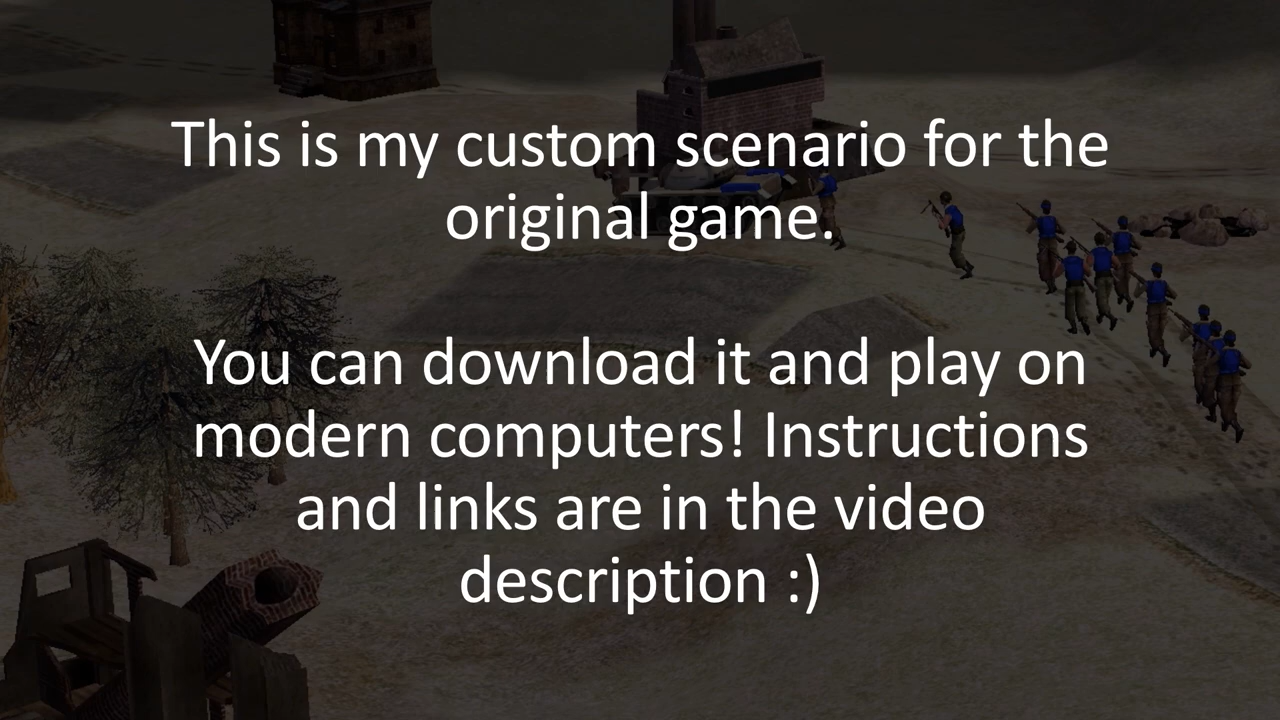 This is my custom scenario for the
original game.
You can download it and play on
modern computers! Instructions
and links are in the video
description :)